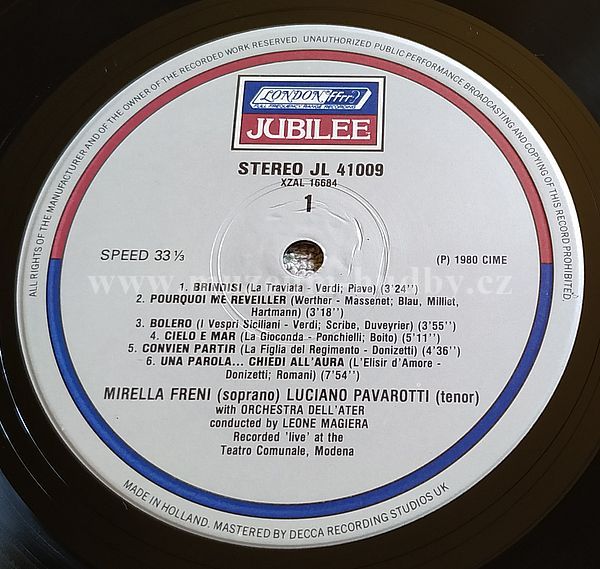 ALL RIGHTS OF THE MANUFACTURER AND OF THE OWNER OF THE RECORDED WORK RESERVED. UNAUTHORIZED PUBLIC PERFORMANCE BROADCASTING AND COPYING OF THIS RECORD PROHIBITED.
LONDON ffrr
FULL FREQUENCY RANGE RECORDING
JUBILEE
STEREO JL 41009
XZAL 16684
1
SPEED 33⅓
(P) 1980 CIME
1. BRINDISI (La Traviata - Verdi; Piave) (3'24")
2. POURQUOI ME REVEILLER (Werther - Massenet; Blau, Milliet,
Hartmann) (3'18")
3. BOLERO (I Vespri Siciliani - Verdi; Scribe, Duveyrier) (3'55")
4. CIELO E MAR (La Gioconda - Ponchielli; Boito) (5'11")
5. CONVIEN PARTIR (La Figlia del Regimento - Donizetti) (4'36")
6. UNA PAROLA... CHIEDI ALL'AURA (L'Elisir d'Amore -
Donizetti; Romani) (7'54")
MIRELLA FRENI (soprano) LUCIANO PAVAROTTI (tenor)
with ORCHESTRA DELL'ATER
conducted by LEONE MAGIERA
Recorded 'live' at the
Teatro Comunale, Modena
MADE IN HOLLAND. MASTERED BY DECCA RECORDING STUDIOS UK